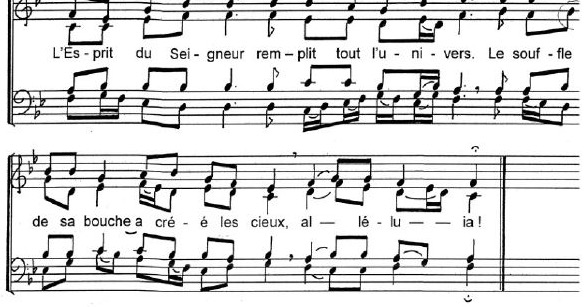 L'Es - prit du Sei - gneur rem - plit tout l'u - ni - vers. Le souf - fle
de sa bouche a cré - é les cieux, al — lé - lu — ia !